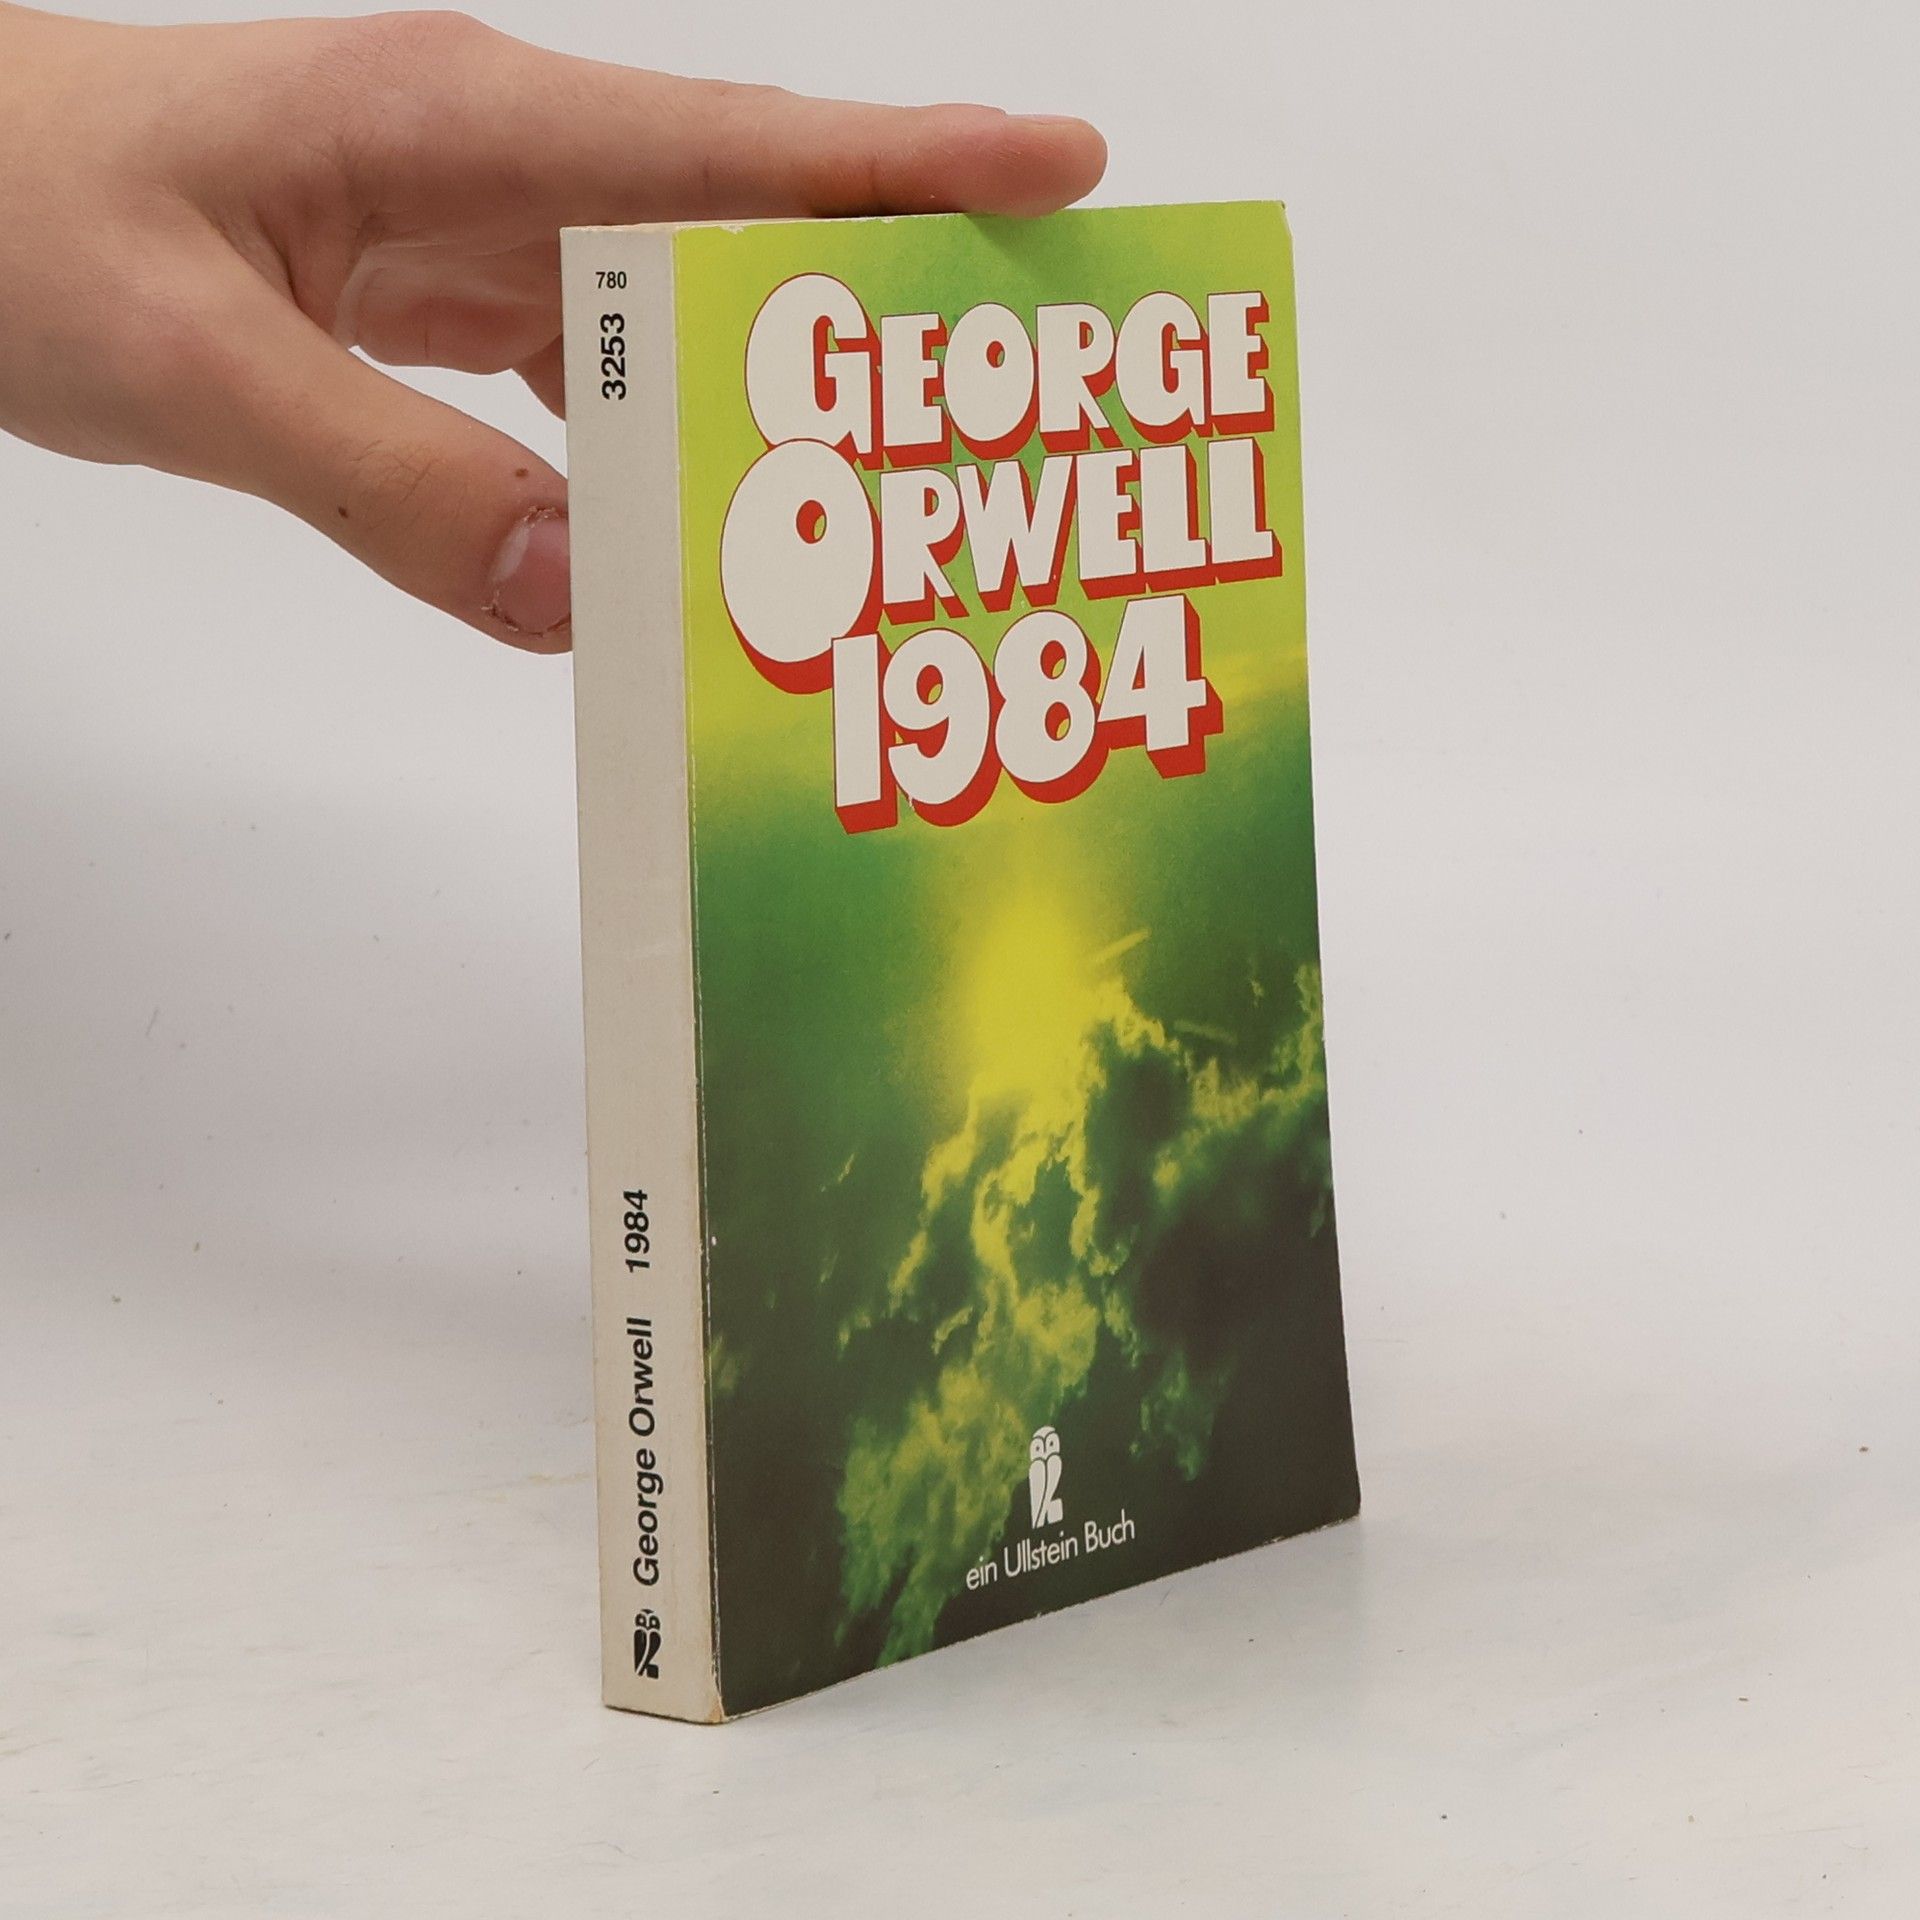 780
3253
George Orwell 1984
GEORGE
ORWELL
1984
ein Ullstein Buch